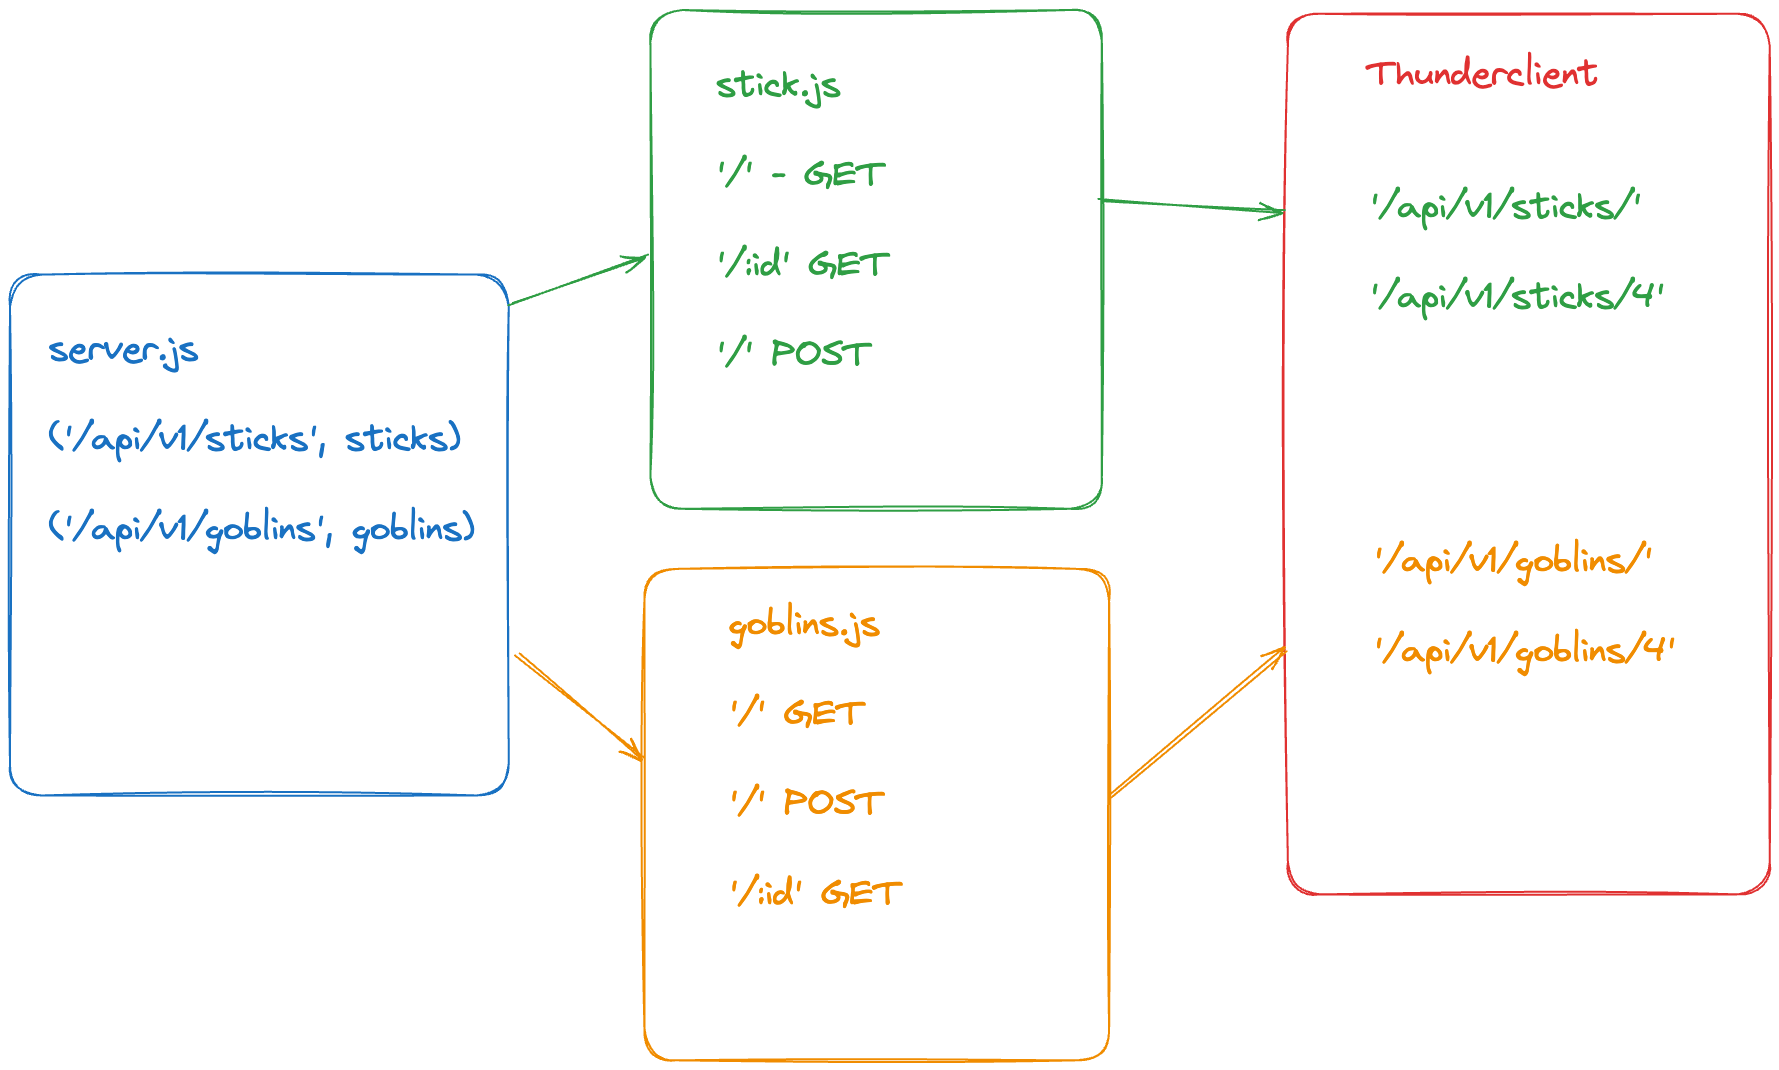 server.js
('/api/v1/sticks', sticks)
('/api/v1/goblins', goblins)
stick.js
'/' - GET
'/:id' GET
'/' POST
goblins.js
'/' GET
'/' POST
'/:id' GET
Thunderclient
'/api/v1/sticks/'
'/api/v1/sticks/4'
'/api/v1/goblins/'
'/api/v1/goblins/4'